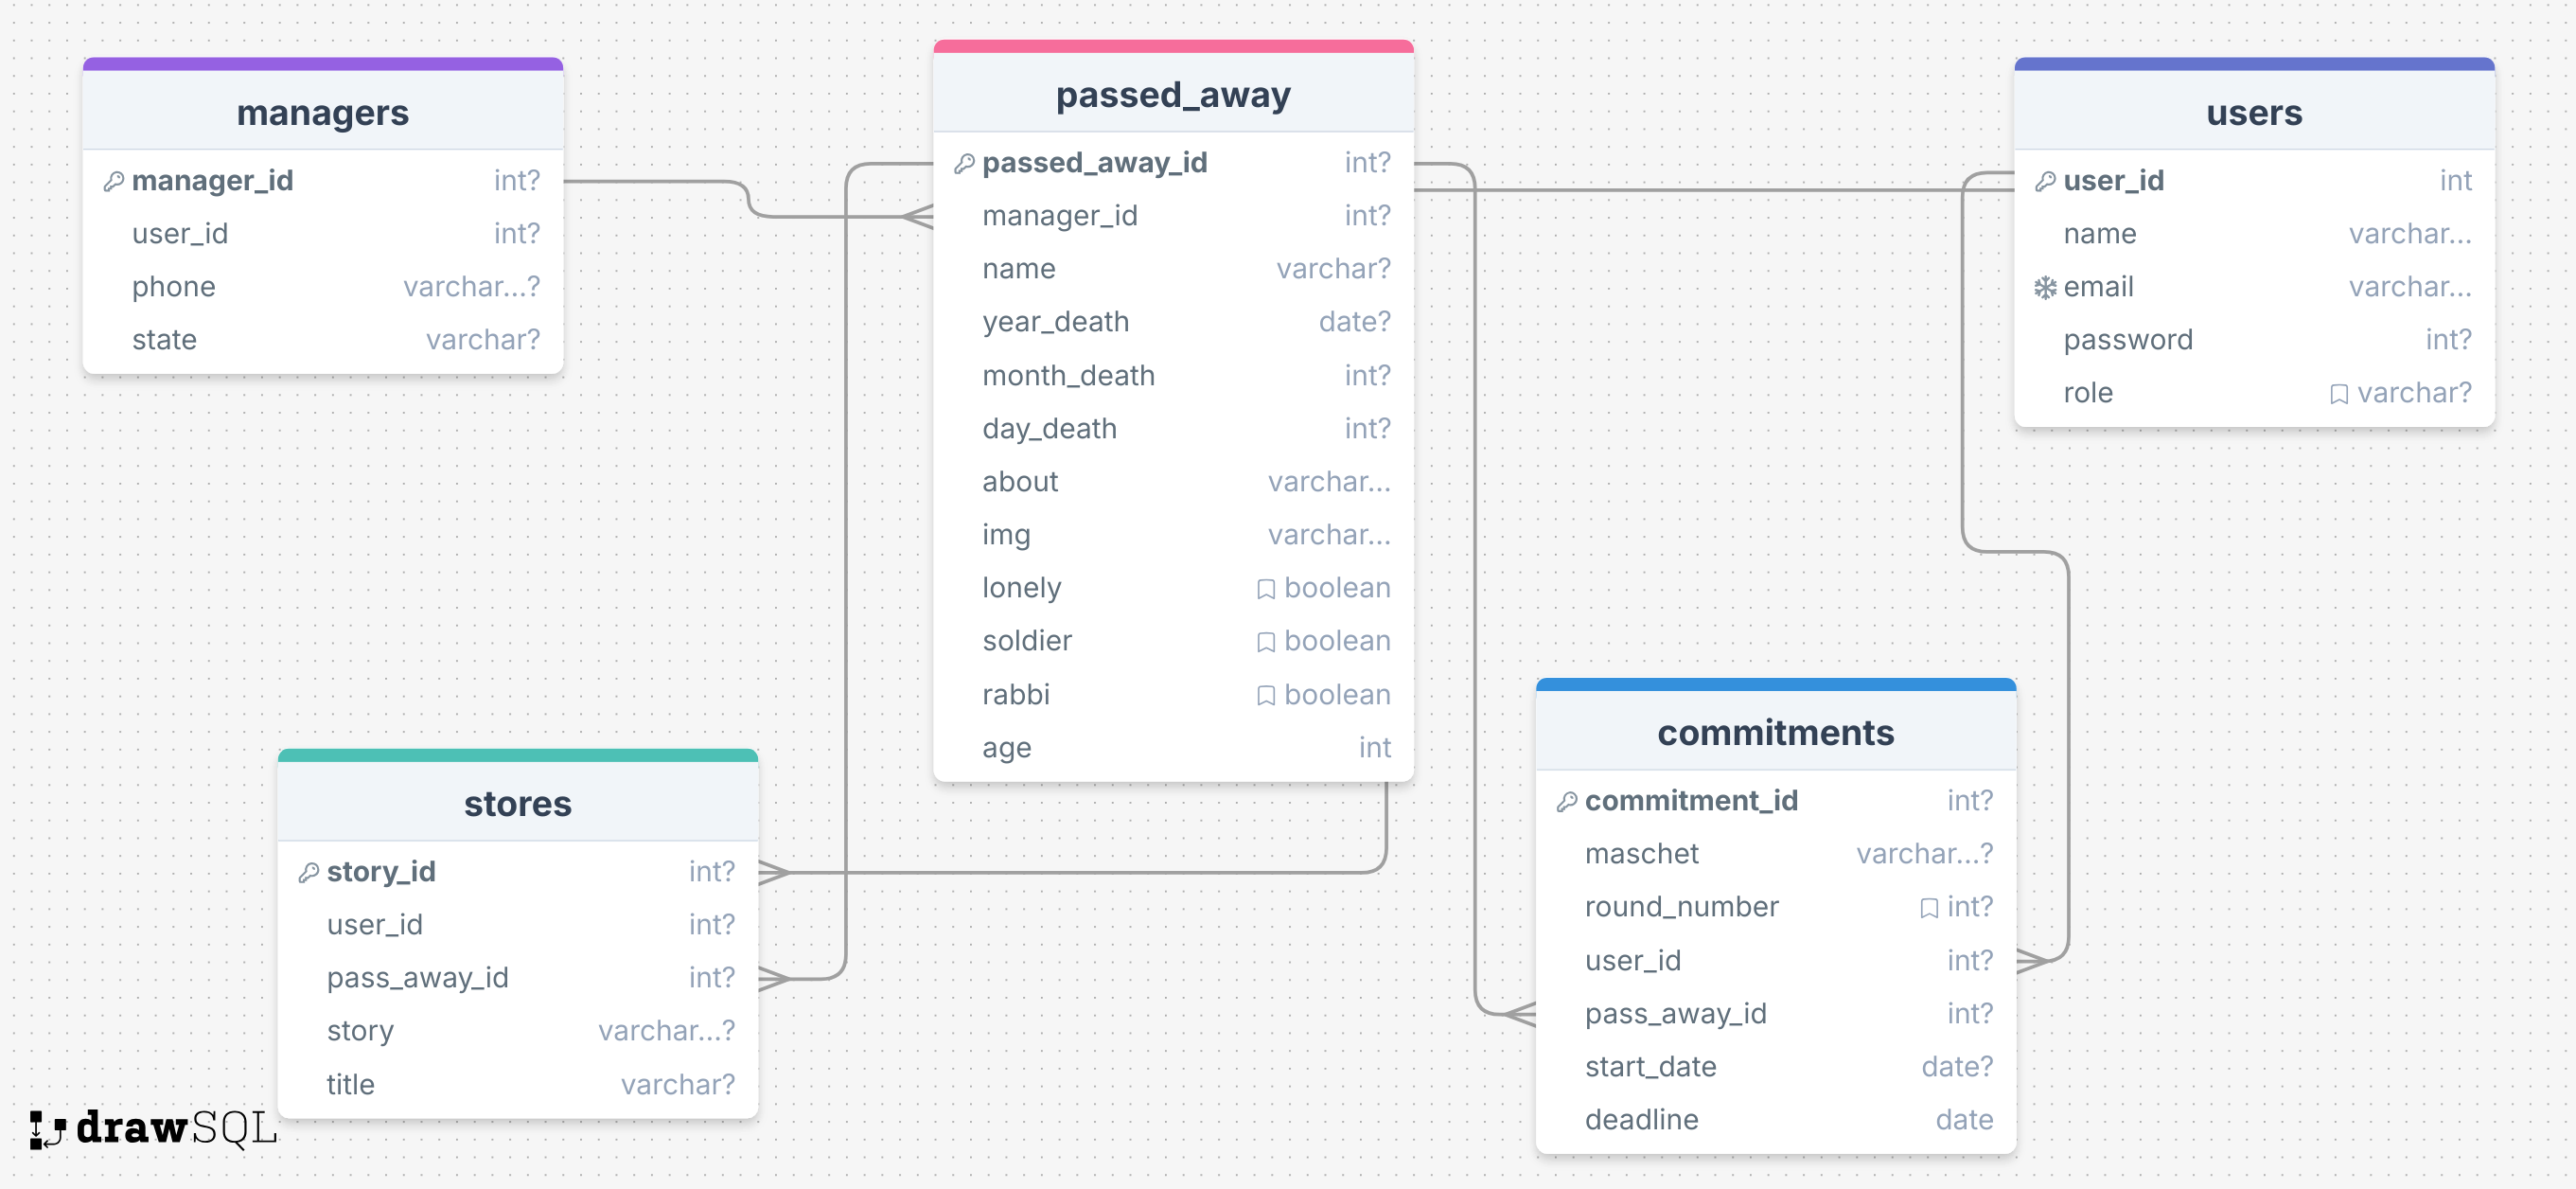 managers
manager_id int?
user_id int?
phone varchar...?
state varchar?
passed_away
passed_away_id int?
manager_id int?
name varchar?
year_death date?
month_death int?
day_death int?
about varchar...
img varchar...
lonely boolean
soldier boolean
rabbi boolean
age int
users
user_id int
name varchar...
email varchar...
password int?
role varchar?
stores
story_id int?
user_id int?
pass_away_id int?
story varchar...?
title varchar?
commitments
commitment_id int?
maschet varchar...?
round_number int?
user_id int?
pass_away_id int?
start_date date?
deadline date
drawSQL